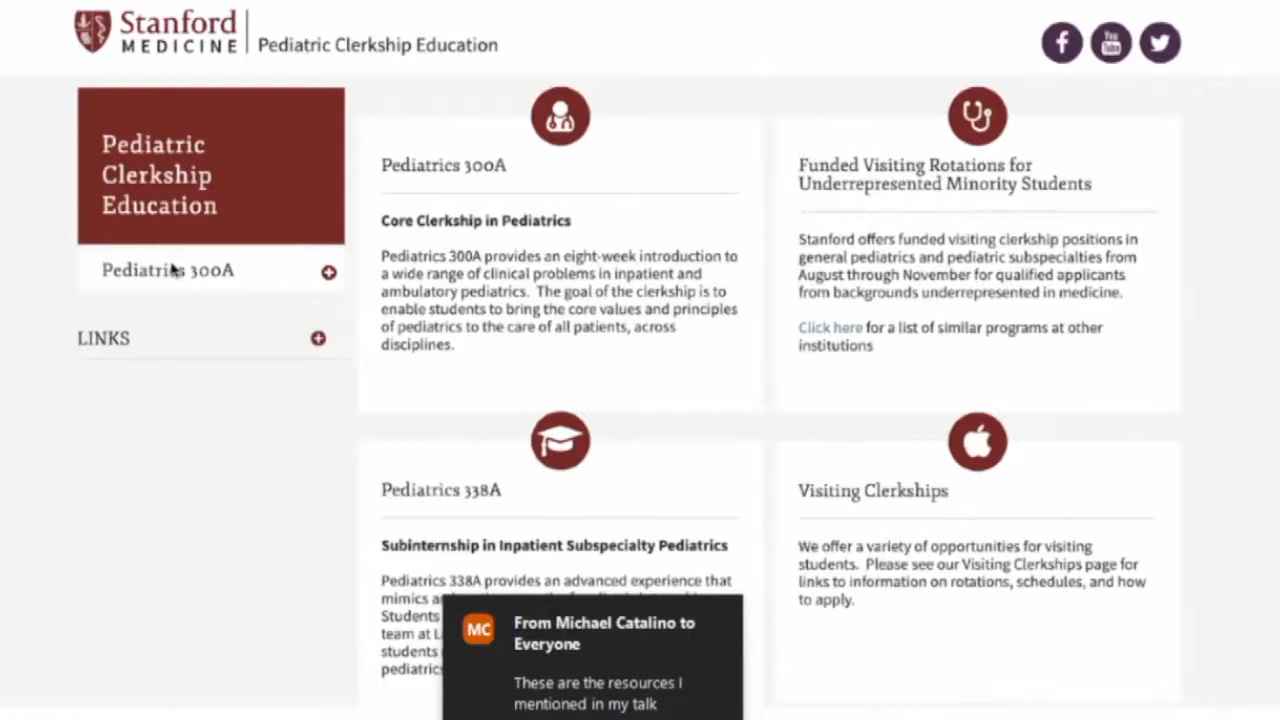 Stanford
MEDICINE
Pediatric Clerkship Education
f
You
Tube
Pediatric
Clerkship
Education
Pediatrics 300A
LINKS
Pediatrics 300A
Core Clerkship in Pediatrics
Pediatrics 300A provides an eight-week introduction to
a wide range of clinical problems in inpatient and
ambulatory pediatrics. The goal of the clerkship is to
enable students to bring the core values and principles
of pediatrics to the care of all patients, across
disciplines.
Funded Visiting Rotations for
Underrepresented Minority Students
Stanford offers funded visiting clerkship positions in
general pediatrics and pediatric subspecialties from
August through November for qualified applicants
from backgrounds underrepresented in medicine.
Click here for a list of similar programs at other
institutions
Pediatrics 338A
Subinternship in Inpatient Subspecialty Pediatrics
Pediatrics 338A provides an advanced experience that
mimics
Students
team at
students
Visiting Clerkships
We offer a variety of opportunities for visiting
students. Please see our Visiting Clerkships page for
links to information on rotations, schedules, and how
to apply.
MC
From Michael Catalino to
Everyone
These are the resources I
mentioned in my talk